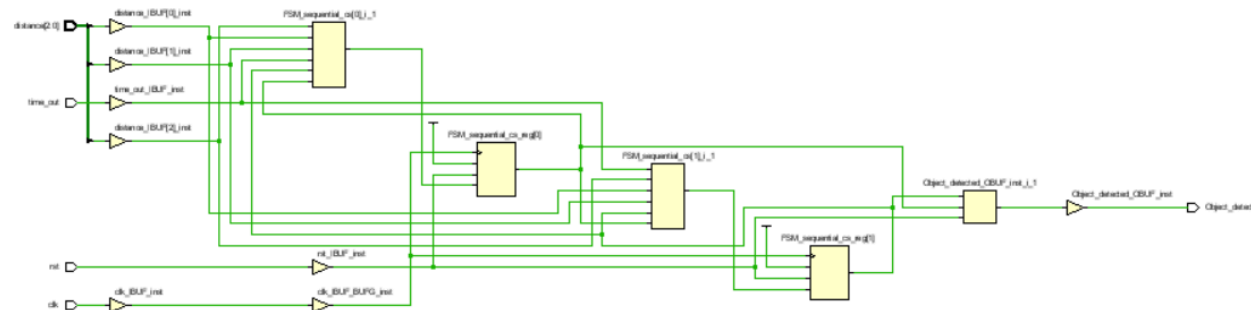 distance_IBUF[0]_inst
FSM_sequential_cs[0]_i_1
distance[2:0]
distance_IBUF[1]_inst
time_out_IBUF_inst
time_out
distance_IBUF[2]_inst
FSM_sequential_cs_reg[0]
FSM_sequential_cs[1]_i_1
Object_detected_OBUF_inst_i_1
Object_detected_OBUF_inst
Object_detect
FSM_sequential_cs_reg[1]
rst_IBUF_inst
rst
clk_IBUF_inst
clk_IBUF_BUFG_inst
clk